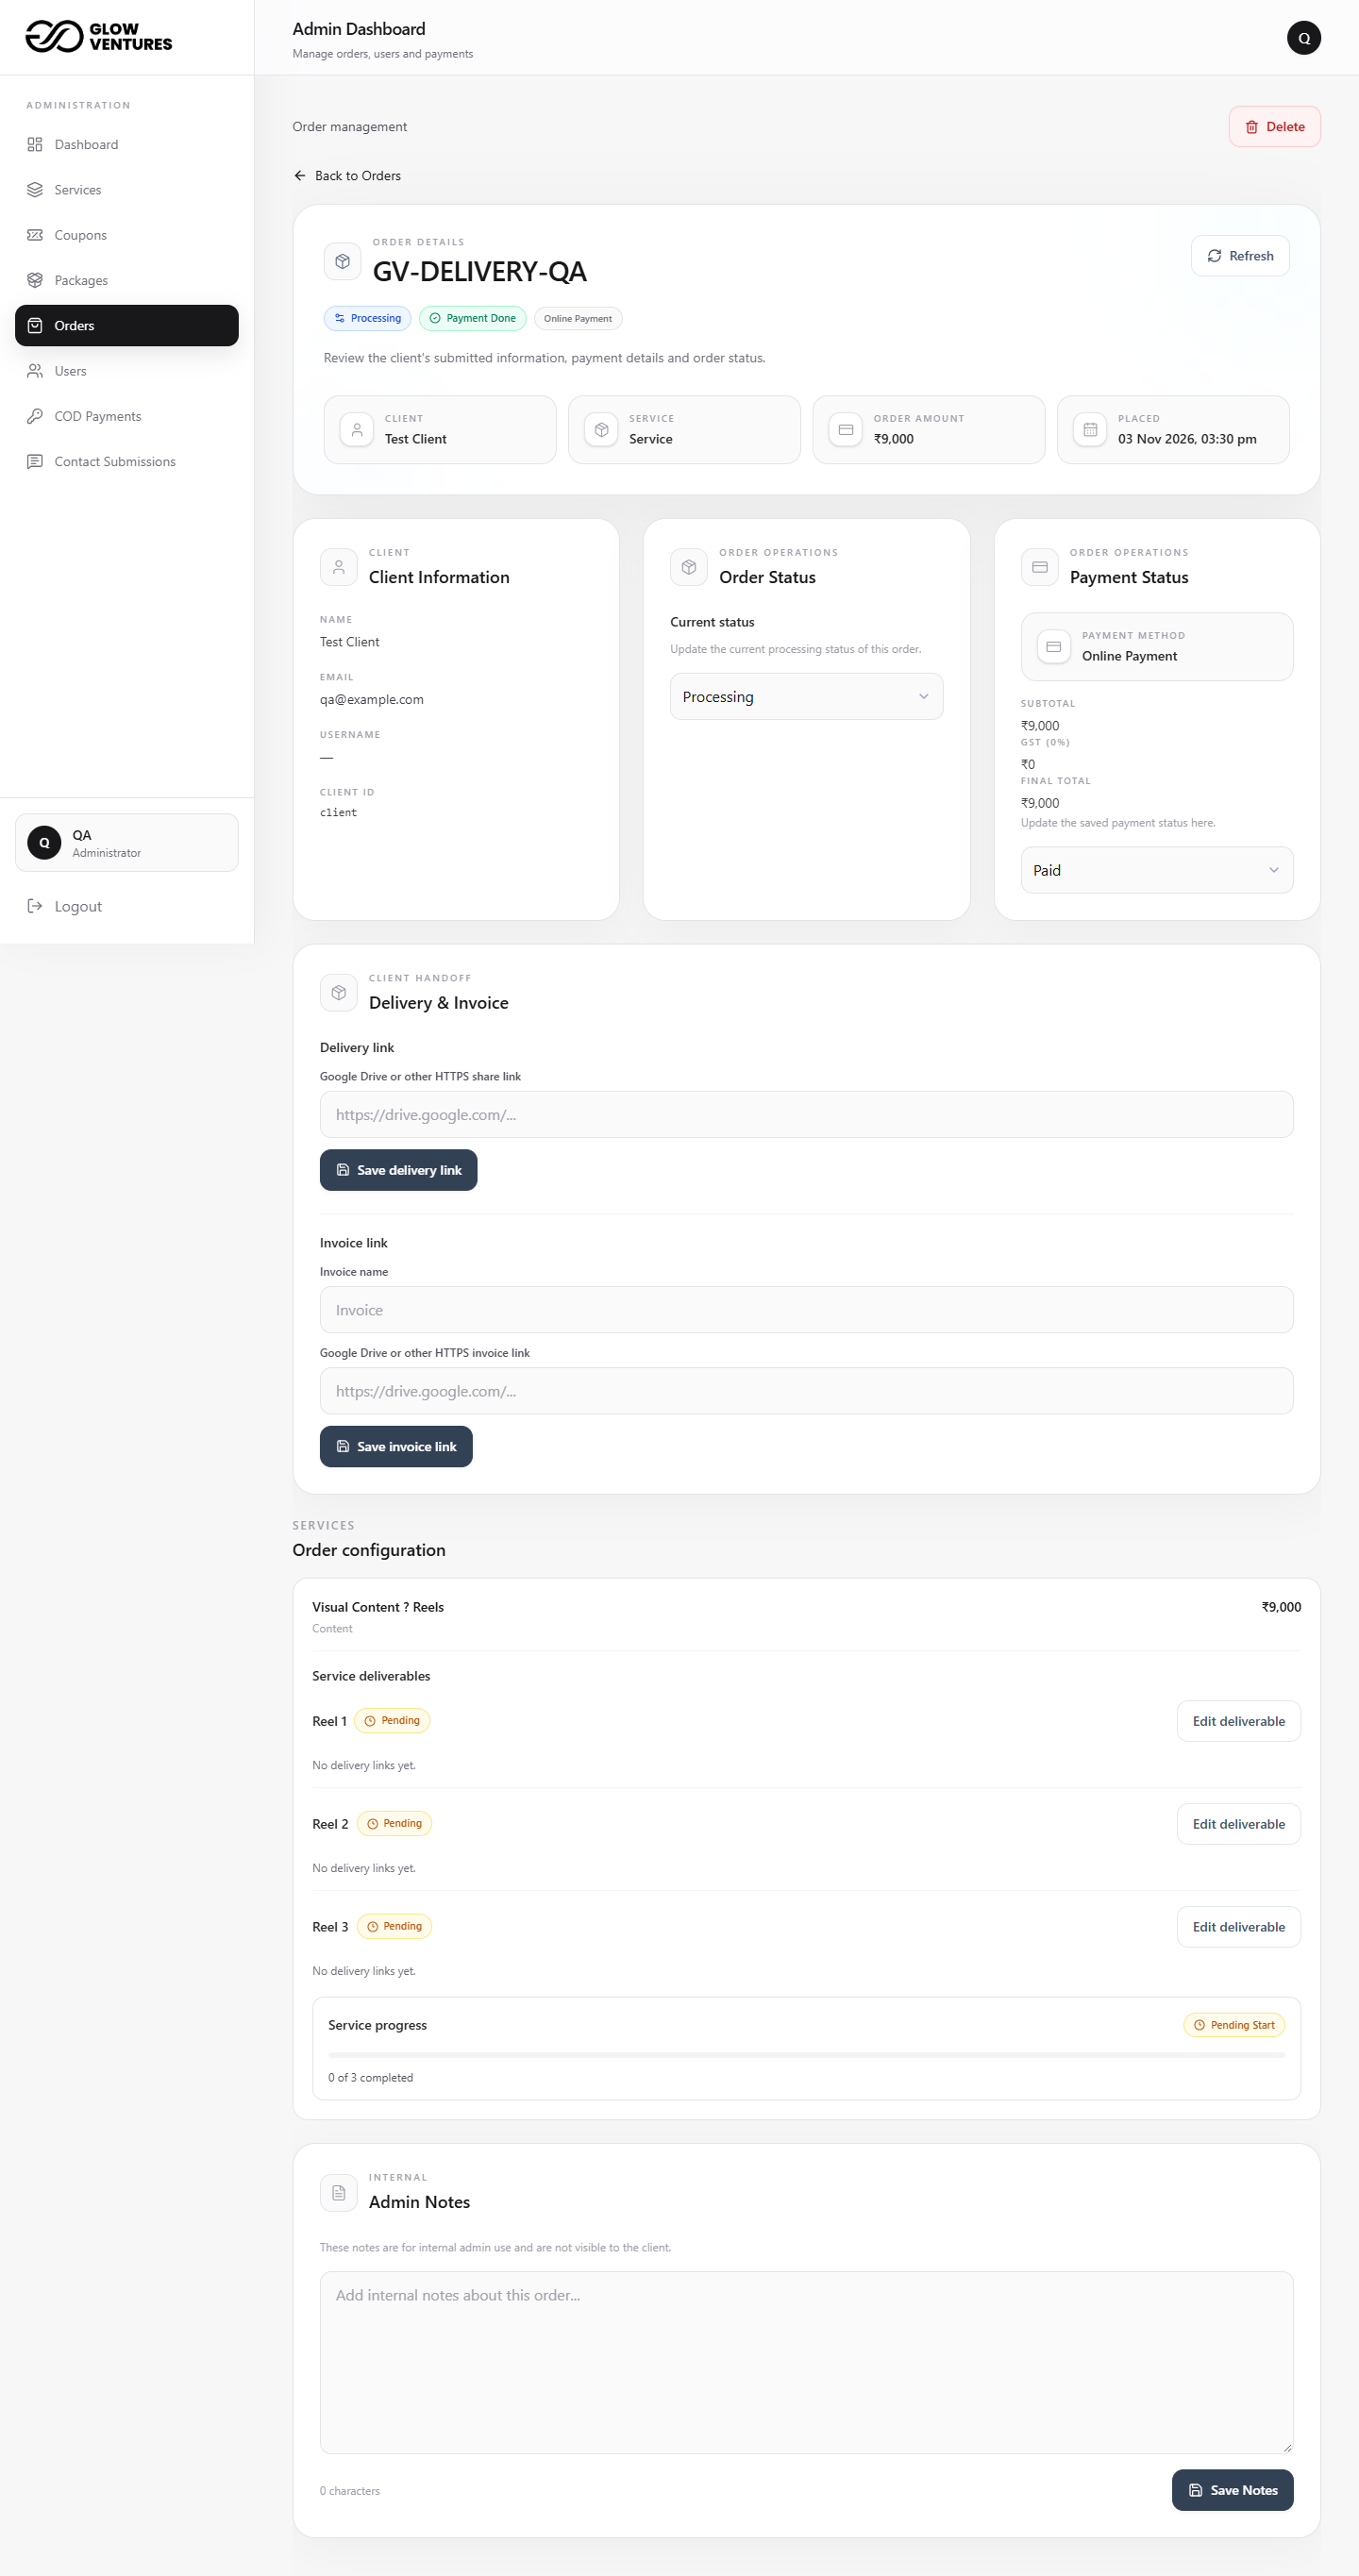 GLOW
VENTURES
Admin Dashboard
Manage orders, users and payments
Q
ADMINISTRATION
Dashboard
Services
Coupons
Packages
Orders
Users
COD Payments
Contact Submissions
Q
QA
Administrator
Logout
Order management
Delete
Back to Orders
ORDER DETAILS
GV-DELIVERY-QA
Refresh
Processing
Payment Done
Online Payment
Review the client's submitted information, payment details and order status.
CLIENT
Test Client
SERVICE
Service
ORDER AMOUNT
₹9,000
PLACED
03 Nov 2026, 03:30 pm
CLIENT
Client Information
NAME
Test Client
EMAIL
qa@example.com
USERNAME
—
CLIENT ID
client
ORDER OPERATIONS
Order Status
Current status
Update the current processing status of this order.
Processing
ORDER OPERATIONS
Payment Status
PAYMENT METHOD
Online Payment
SUBTOTAL
₹9,000
GST (0%)
₹0
FINAL TOTAL
₹9,000
Update the saved payment status here.
Paid
CLIENT HANDOFF
Delivery & Invoice
Delivery link
Google Drive or other HTTPS share link
https://drive.google.com/...
Save delivery link
Invoice link
Invoice name
Invoice
Google Drive or other HTTPS invoice link
https://drive.google.com/...
Save invoice link
SERVICES
Order configuration
Visual Content ? Reels
₹9,000
Content
Service deliverables
Reel 1
Pending
Edit deliverable
No delivery links yet.
Reel 2
Pending
Edit deliverable
No delivery links yet.
Reel 3
Pending
Edit deliverable
No delivery links yet.
Service progress
Pending Start
0 of 3 completed
INTERNAL
Admin Notes
These notes are for internal admin use and are not visible to the client.
Add internal notes about this order...
0 characters
Save Notes